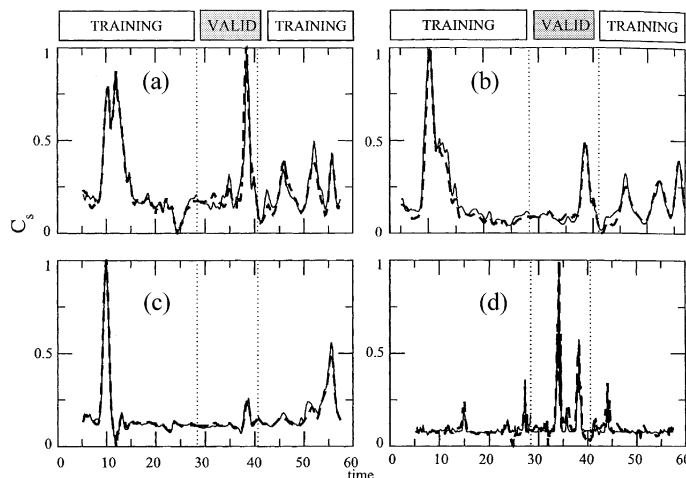 TRAINING VALID TRAINING TRAINING VALID TRAINING
1 (a) 1 (b)
0.5 0.5
0 0
C_s
1 (c) 1 (d)
0.5 0.5
0 0
0 10 20 30 40 50 60 0 10 20 30 40 50 60
time